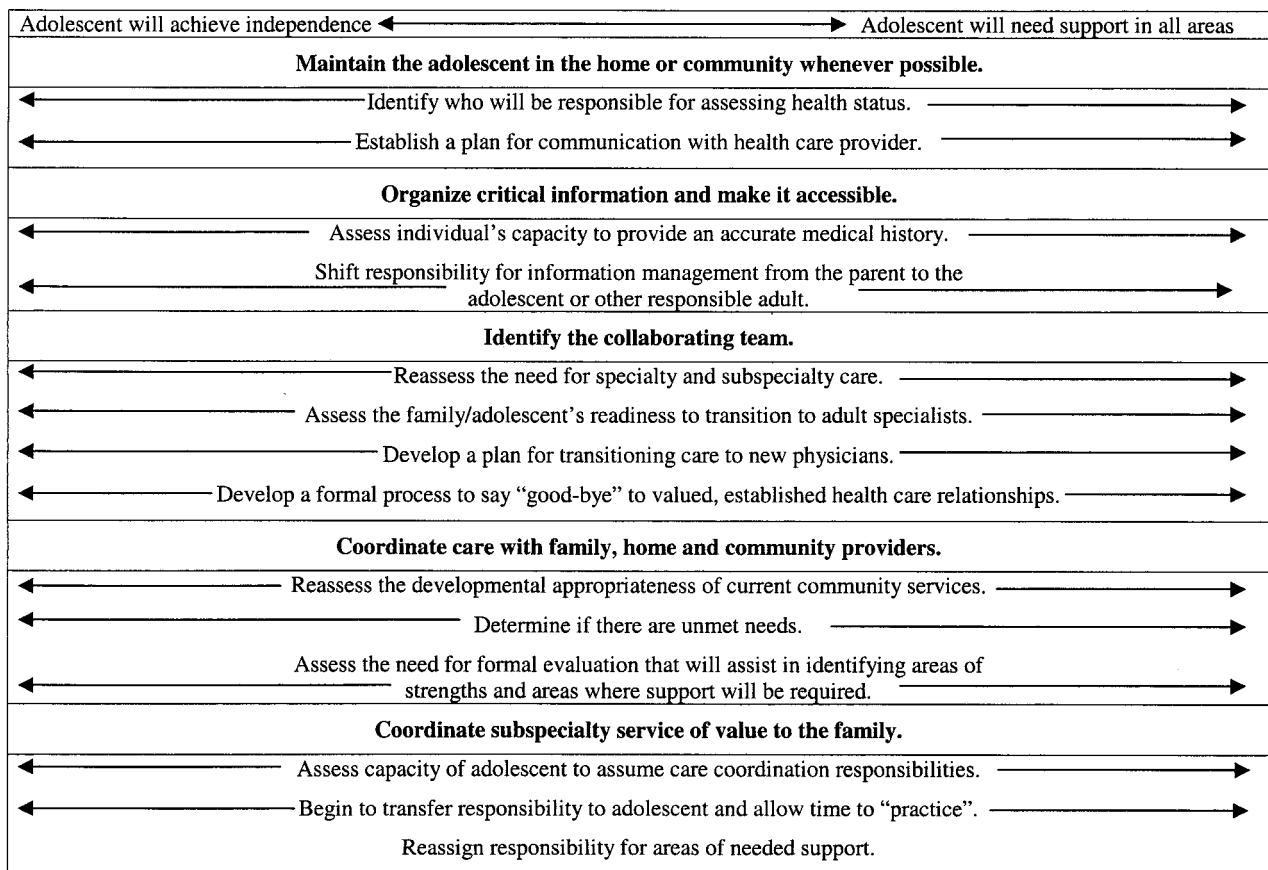 Adolescent will achieve independence Adolescent will need support in all areas
Maintain the adolescent in the home or community whenever possible.
Identify who will be responsible for assessing health status.
Establish a plan for communication with health care provider.
Organize critical information and make it accessible.
Assess individual's capacity to provide an accurate medical history.
Shift responsibility for information management from the parent to the
adolescent or other responsible adult.
Identify the collaborating team.
Reassess the need for specialty and subspecialty care.
Assess the family/adolescent's readiness to transition to adult specialists.
Develop a plan for transitioning care to new physicians.
Develop a formal process to say “good-bye” to valued, established health care relationships.
Coordinate care with family, home and community providers.
Reassess the developmental appropriateness of current community services.
Determine if there are unmet needs.
Assess the need for formal evaluation that will assist in identifying areas of
strengths and areas where support will be required.
Coordinate subspecialty service of value to the family.
Assess capacity of adolescent to assume care coordination responsibilities.
Begin to transfer responsibility to adolescent and allow time to “practice”.
Reassign responsibility for areas of needed support.